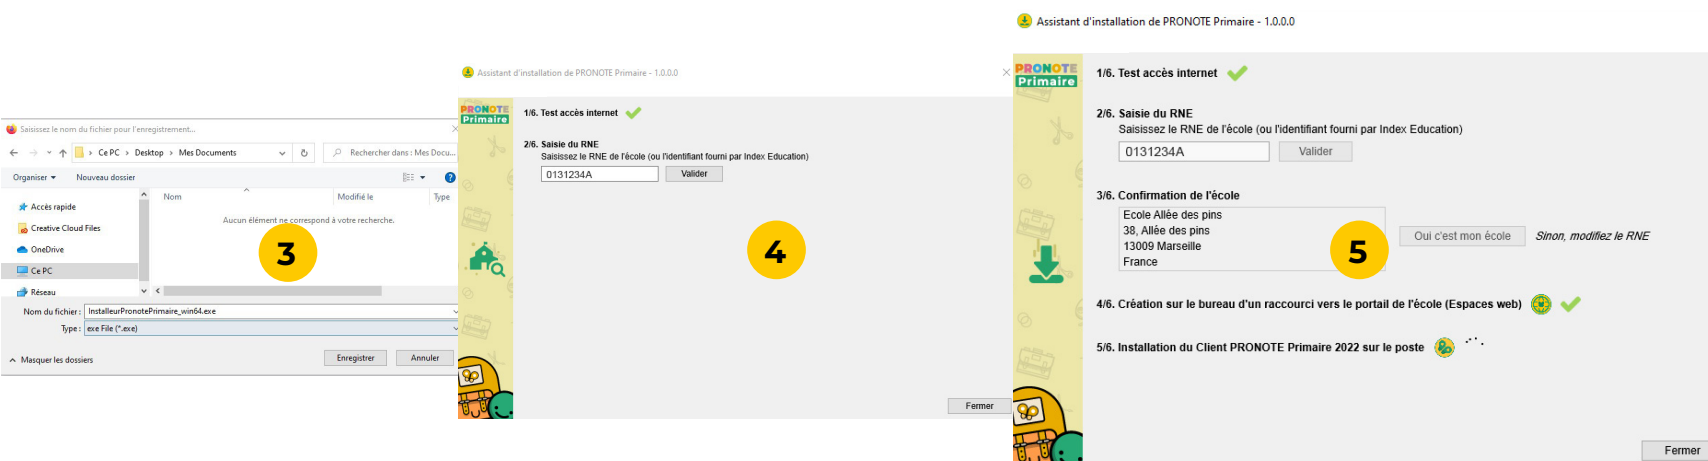 Saisissez le nom du fichier pour l'enregistrement...
Ce PC > Desktop > Mes Documents
Rechercher dans : Mes Docu...
Organiser
Nouveau dossier
Nom
Modifié le
Type
Accès rapide
Creative Cloud Files
OneDrive
Ce PC
Réseau
Aucun élément ne correspond à votre recherche.
3
Nom du fichier : InstalleurPronotePrimaire_win64.exe
Type : exe File (*.exe)
Masquer les dossiers
Enregistrer
Annuler
Assistant d'installation de PRONOTE Primaire - 1.0.0.0
PRONOTE
Primaire
1/6. Test accès internet
2/6. Saisie du RNE
Saisissez le RNE de l'école (ou l'identifiant fourni par Index Education)
0131234A
Valider
4
Fermer
Assistant d'installation de PRONOTE Primaire - 1.0.0.0
PRONOTE
Primaire
1/6. Test accès internet
2/6. Saisie du RNE
Saisissez le RNE de l'école (ou l'identifiant fourni par Index Education)
0131234A
Valider
3/6. Confirmation de l'école
Ecole Allée des pins
38, Allée des pins
13009 Marseille
France
5
Oui c'est mon école
Sinon, modifiez le RNE
4/6. Création sur le bureau d'un raccourci vers le portail de l'école (Espaces web)
5/6. Installation du Client PRONOTE Primaire 2022 sur le poste
Fermer